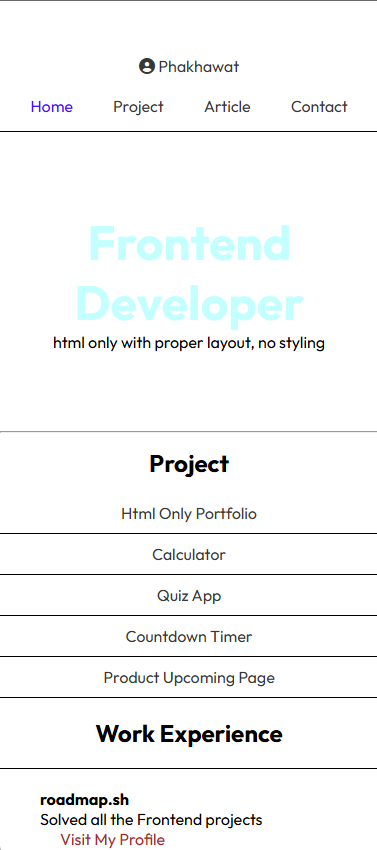 Phakhawat
Home Project Article Contact
Frontend
Developer
html only with proper layout, no styling
Project
Html Only Portfolio
Calculator
Quiz App
Countdown Timer
Product Upcoming Page
Work Experience
roadmap.sh
Solved all the Frontend projects
Visit My Profile